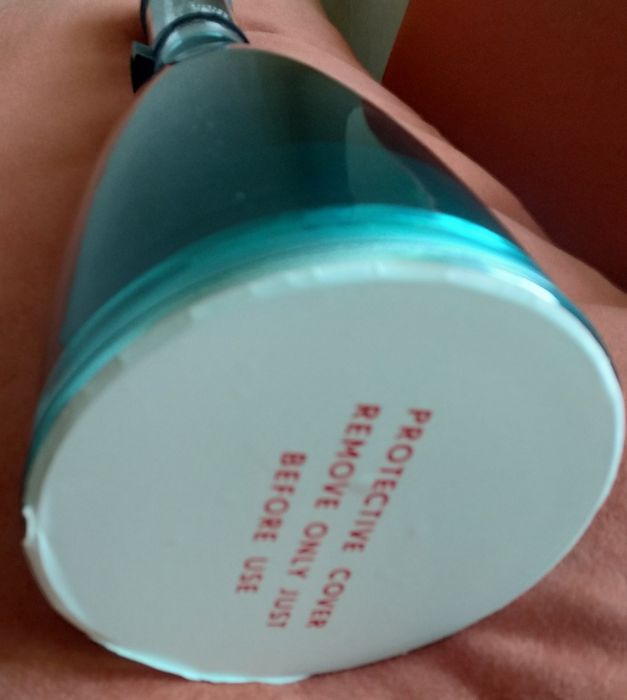 PROTECTIVE COVER
REMOVE ONLY JUST
BEFORE USE